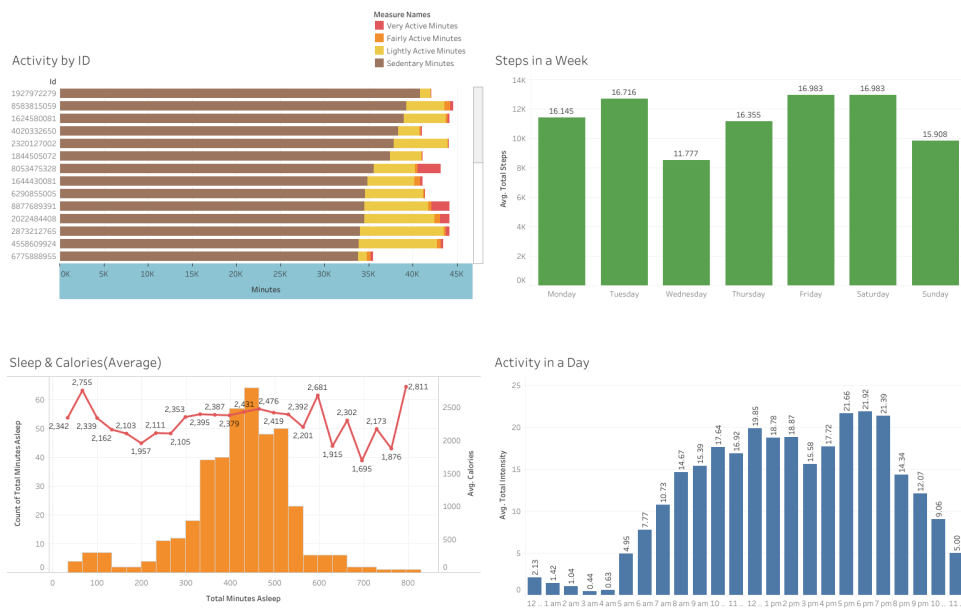 Measure Names
Very Active Minutes
Fairly Active Minutes
Lightly Active Minutes
Sedentary Minutes
Activity by ID
Id
1927972279
8583815059
1624580081
4020332650
2320127002
1844505072
8053475328
1644430081
6290855005
8877689391
2022484408
2873212765
4558609924
6775888955
0K 5K 10K 15K 20K 25K 30K 35K 40K 45K
Minutes
Steps in a Week
14K
12K
10K
8K
6K
4K
2K
0K
Avg. Total Steps
16.145 16.716 11.777 16.355 16.983 16.983 15.908
Monday Tuesday Wednesday Thursday Friday Saturday Sunday
Sleep & Calories(Average)
60
50
40
30
20
10
0
Count of Total Minutes Asleep
2,342 2,755 2,339 2,162 2,103 1,957 2,111 2,105 2,353 2,395 2,387 2,379 2,431 2,476 2,419 2,392 2,201 2,681 1,915 2,302 1,695 2,173 1,876 2,811
2500
2000
1500
1000
500
0
Avg. Calories
0 100 200 300 400 500 600 700 800
Total Minutes Asleep
Activity in a Day
25
20
15
10
5
0
Avg. Total Intensity
2.13 1.42 1.04 0.44 0.63 4.95 7.77 10.73 14.67 15.39 17.64 16.92 19.85 18.78 18.87 15.58 17.72 21.66 21.92 21.39 14.34 12.07 9.06 5.00
12 .. 1 am 2 am 3 am 4 am 5 am 6 am 7 am 8 am 9 am 10 .. 11 .. 12 .. 1 pm 2 pm 3 pm 4 pm 5 pm 6 pm 7 pm 8 pm 9 pm 10 .. 11 ..